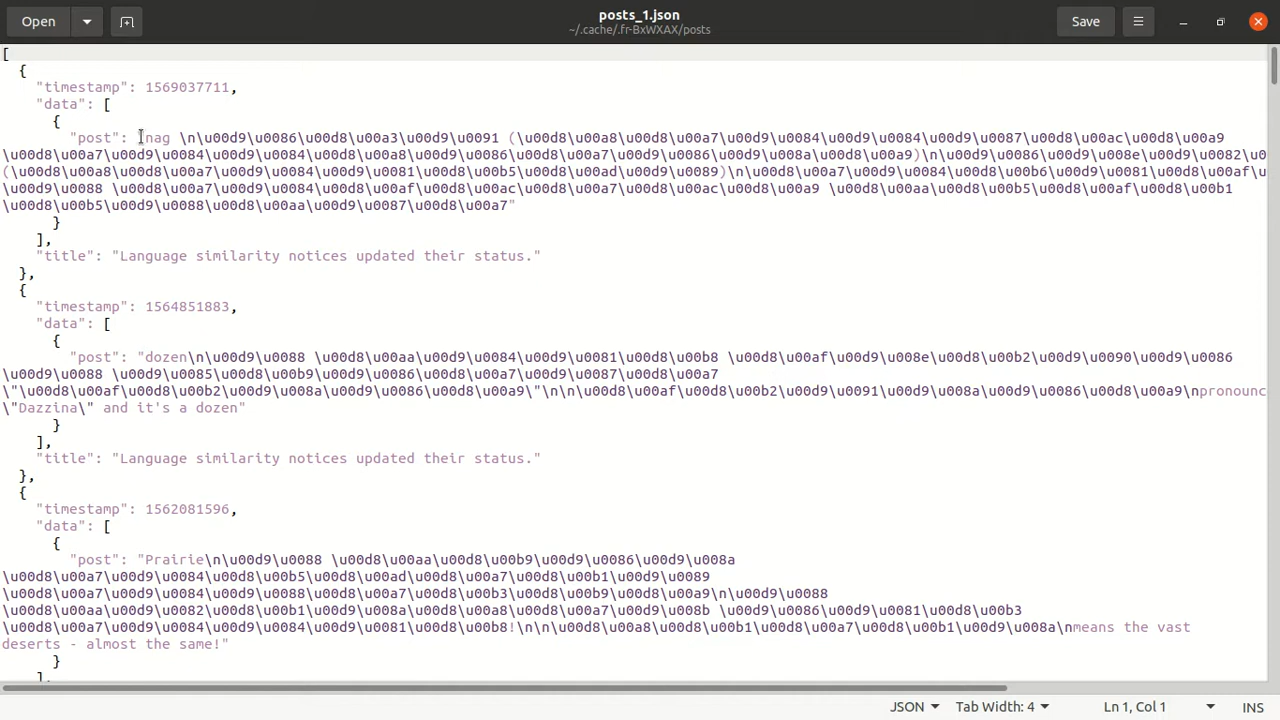 Open
posts_1.json
~/.cache/.fr-BxWXAX/posts
Save
[
{
"timestamp": 1569037711,
"data": [
{
"post": "nag \n\u00d9\u0086\u00d8\u00a3\u00d9\u0091 (\u00d8\u00a8\u00d8\u00a7\u00d9\u0084\u00d9\u0084\u00d9\u0087\u00d8\u00ac\u00d8\u00a9
\u00d8\u00a7\u00d9\u0084\u00d9\u0084\u00d8\u00a8\u00d9\u0086\u00d8\u00a7\u00d9\u0086\u00d9\u008a\u00d8\u00a9)\n\u00d9\u0086\u00d9\u008e\u00d9\u0082\u0
(\u00d8\u00a8\u00d8\u00a7\u00d9\u0084\u00d9\u0081\u00d8\u00b5\u00d8\u00ad\u00d9\u0089)\n\u00d8\u00a7\u00d9\u0084\u00d8\u00b6\u00d9\u0081\u00d8\u00af\u
\u00d9\u0088 \u00d8\u00a7\u00d9\u0084\u00d8\u00af\u00d8\u00ac\u00d8\u00a7\u00d8\u00ac\u00d8\u00a9 \u00d8\u00aa\u00d8\u00b5\u00d8\u00af\u00d8\u00b1
\u00d8\u00b5\u00d9\u0088\u00d8\u00aa\u00d9\u0087\u00d8\u00a7"
}
],
"title": "Language similarity notices updated their status."
},
{
"timestamp": 1564851883,
"data": [
{
"post": "dozen\n\u00d9\u0088 \u00d8\u00aa\u00d9\u0084\u00d9\u0081\u00d8\u00b8 \u00d8\u00af\u00d9\u008e\u00d8\u00b2\u00d9\u0090\u00d9\u0086
\u00d9\u0088 \u00d9\u0085\u00d8\u00b9\u00d9\u0086\u00d8\u00a7\u00d9\u0087\u00d8\u00a7
\"\u00d8\u00af\u00d8\u00b2\u00d9\u008a\u00d9\u0086\u00d8\u00a9\"\n\n\u00d8\u00af\u00d8\u00b2\u00d9\u0091\u00d9\u008a\u00d9\u0086\u00d8\u00a9\npronounc
\"Dazzina\" and it's a dozen"
}
],
"title": "Language similarity notices updated their status."
},
{
"timestamp": 1562081596,
"data": [
{
"post": "Prairie\n\u00d9\u0088 \u00d8\u00aa\u00d8\u00b9\u00d9\u0086\u00d9\u008a
\u00d8\u00a7\u00d9\u0084\u00d8\u00b5\u00d8\u00ad\u00d8\u00a7\u00d8\u00b1\u00d9\u0089
\u00d8\u00a7\u00d9\u0084\u00d9\u0088\u00d8\u00a7\u00d8\u00b3\u00d8\u00b9\u00d8\u00a9\n\u00d9\u0088
\u00d8\u00aa\u0082\u00d8\u00b1\u00d9\u008a\u00d8\u00a8\u00d8\u00a7\u00d9\u008b \u00d9\u0086\u00d9\u0081\u00d8\u00b3
\u00d8\u00a7\u00d9\u0084\u00d9\u0084\u00d9\u0081\u00d8\u00b8!\n\n\u00d8\u00a8\u00d8\u00b1\u00d8\u00a7\u00d8\u00b1\u00d9\u008a\nmeans the vast
deserts - almost the same!"
}
],
JSON Tab Width: 4 Ln 1, Col 1 INS